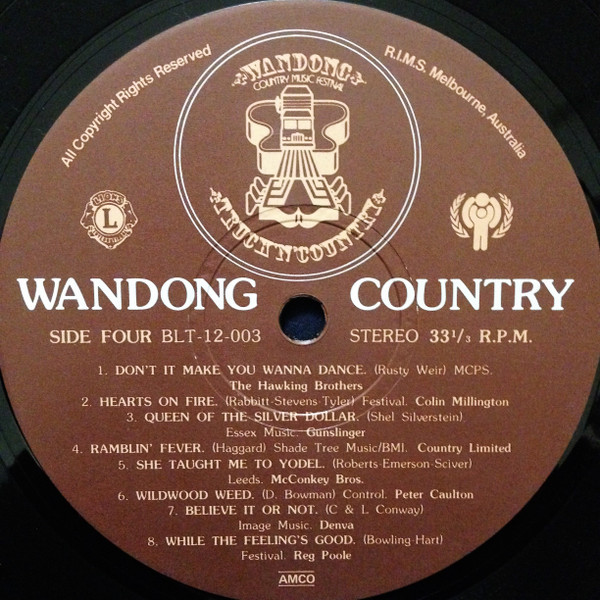 All Copyright Rights Reserved
R.I.M.S. Melbourne, Australia
WANDONG
COUNTRY MUSIC FESTIVAL
TRUCK'N'COUNTRY
LIONS
L
INTERNATIONAL
WANDONG COUNTRY
SIDE FOUR BLT-12-003 STEREO 33 1/3 R.P.M.
1. DON'T IT MAKE YOU WANNA DANCE. (Rusty Weir) MCPS.
The Hawking Brothers
2. HEARTS ON FIRE. (Rabbitt-Stevens-Tyler) Festival. Colin Millington
3. QUEEN OF THE SILVER DOLLAR. (Shel Silverstein)
Essex Music. Gunslinger
4. RAMBLIN' FEVER. (Haggard) Shade Tree Music/BMI. Country Limited
5. SHE TAUGHT ME TO YODEL. (Roberts-Emerson-Sciver)
Leeds. McConkey Bros.
6. WILDWOOD WEED. (D. Bowman) Control. Peter Caulton
7. BELIEVE IT OR NOT. (C & L Conway)
Image Music. Denva
8. WHILE THE FEELING'S GOOD. (Bowling-Hart)
Festival. Reg Poole
AMCO